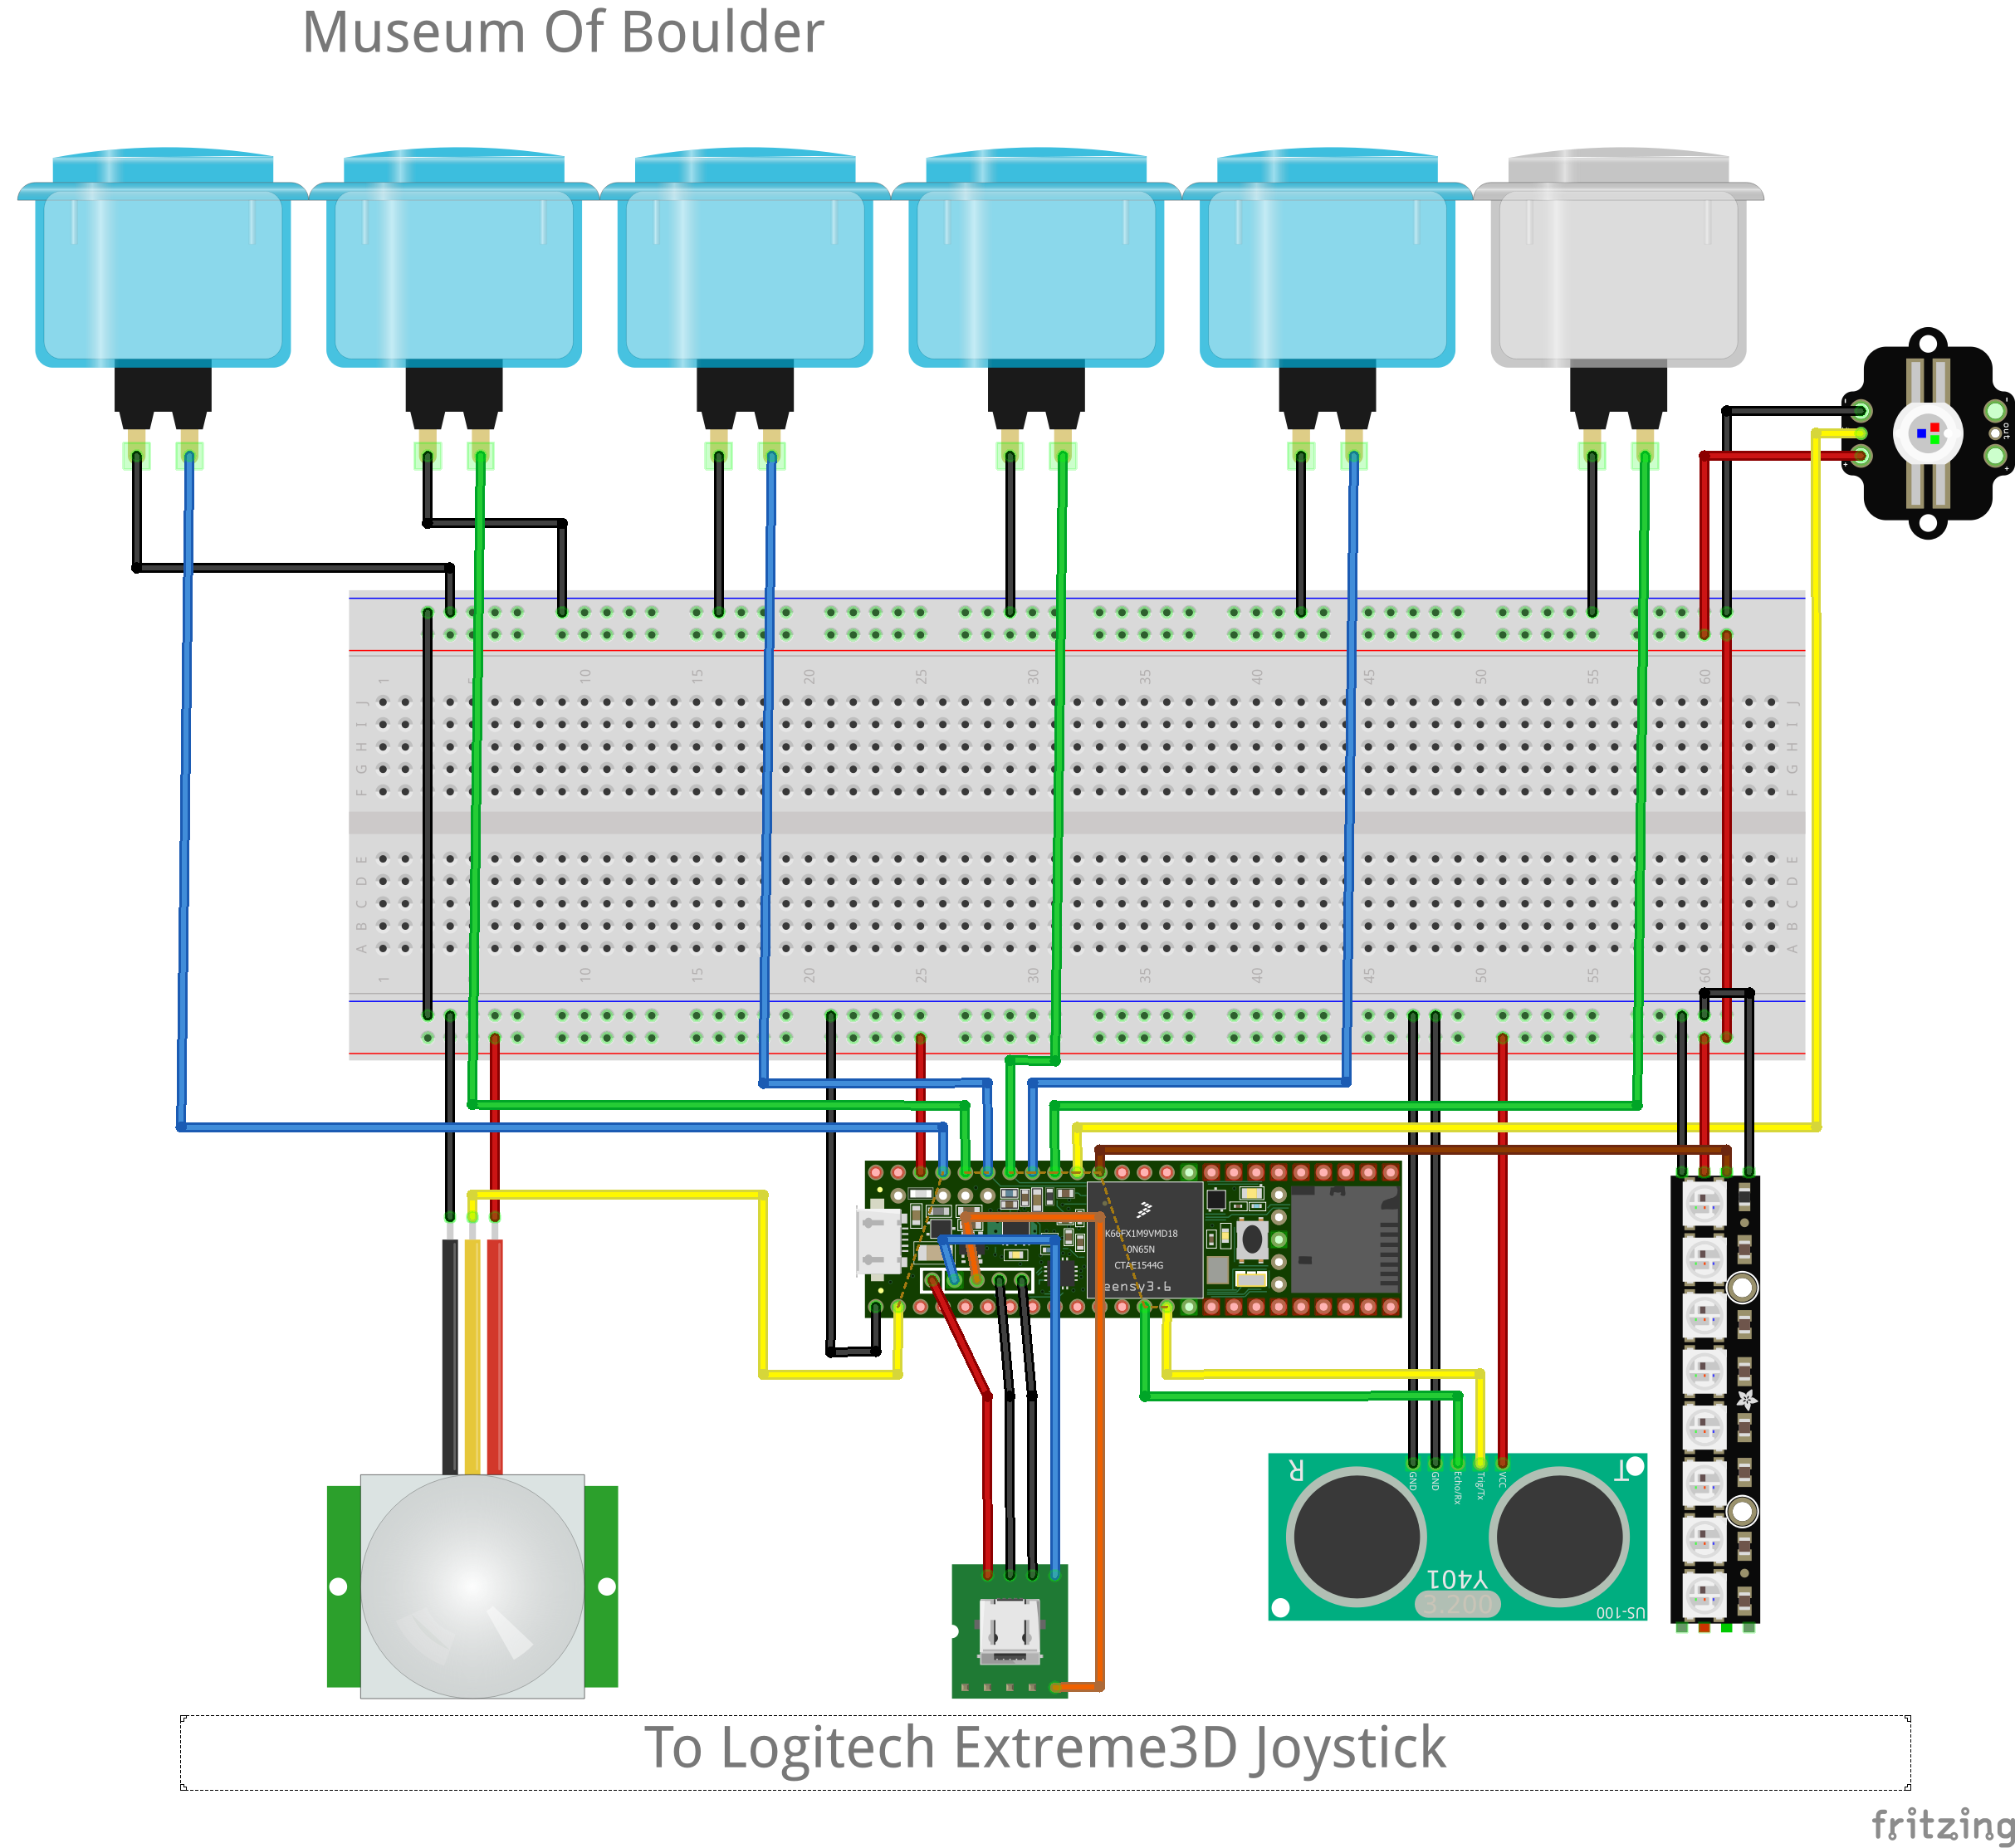 Museum Of Boulder
out
1 5 10 15 20 25 30 35 40 45 50 55 60
J J
I I
H H
G G
F F
E E
D D
C C
B B
A A
1 10 15 20 25 30 35 40 45 50 55 60
K66FX1M9VMD18
0N65N
CTAE1544G
eensy3.6
R T
GND GND Echo/Rx Trig/Tx VCC
Y401
3.200
US-100
To Logitech Extreme3D Joystick
fritzing